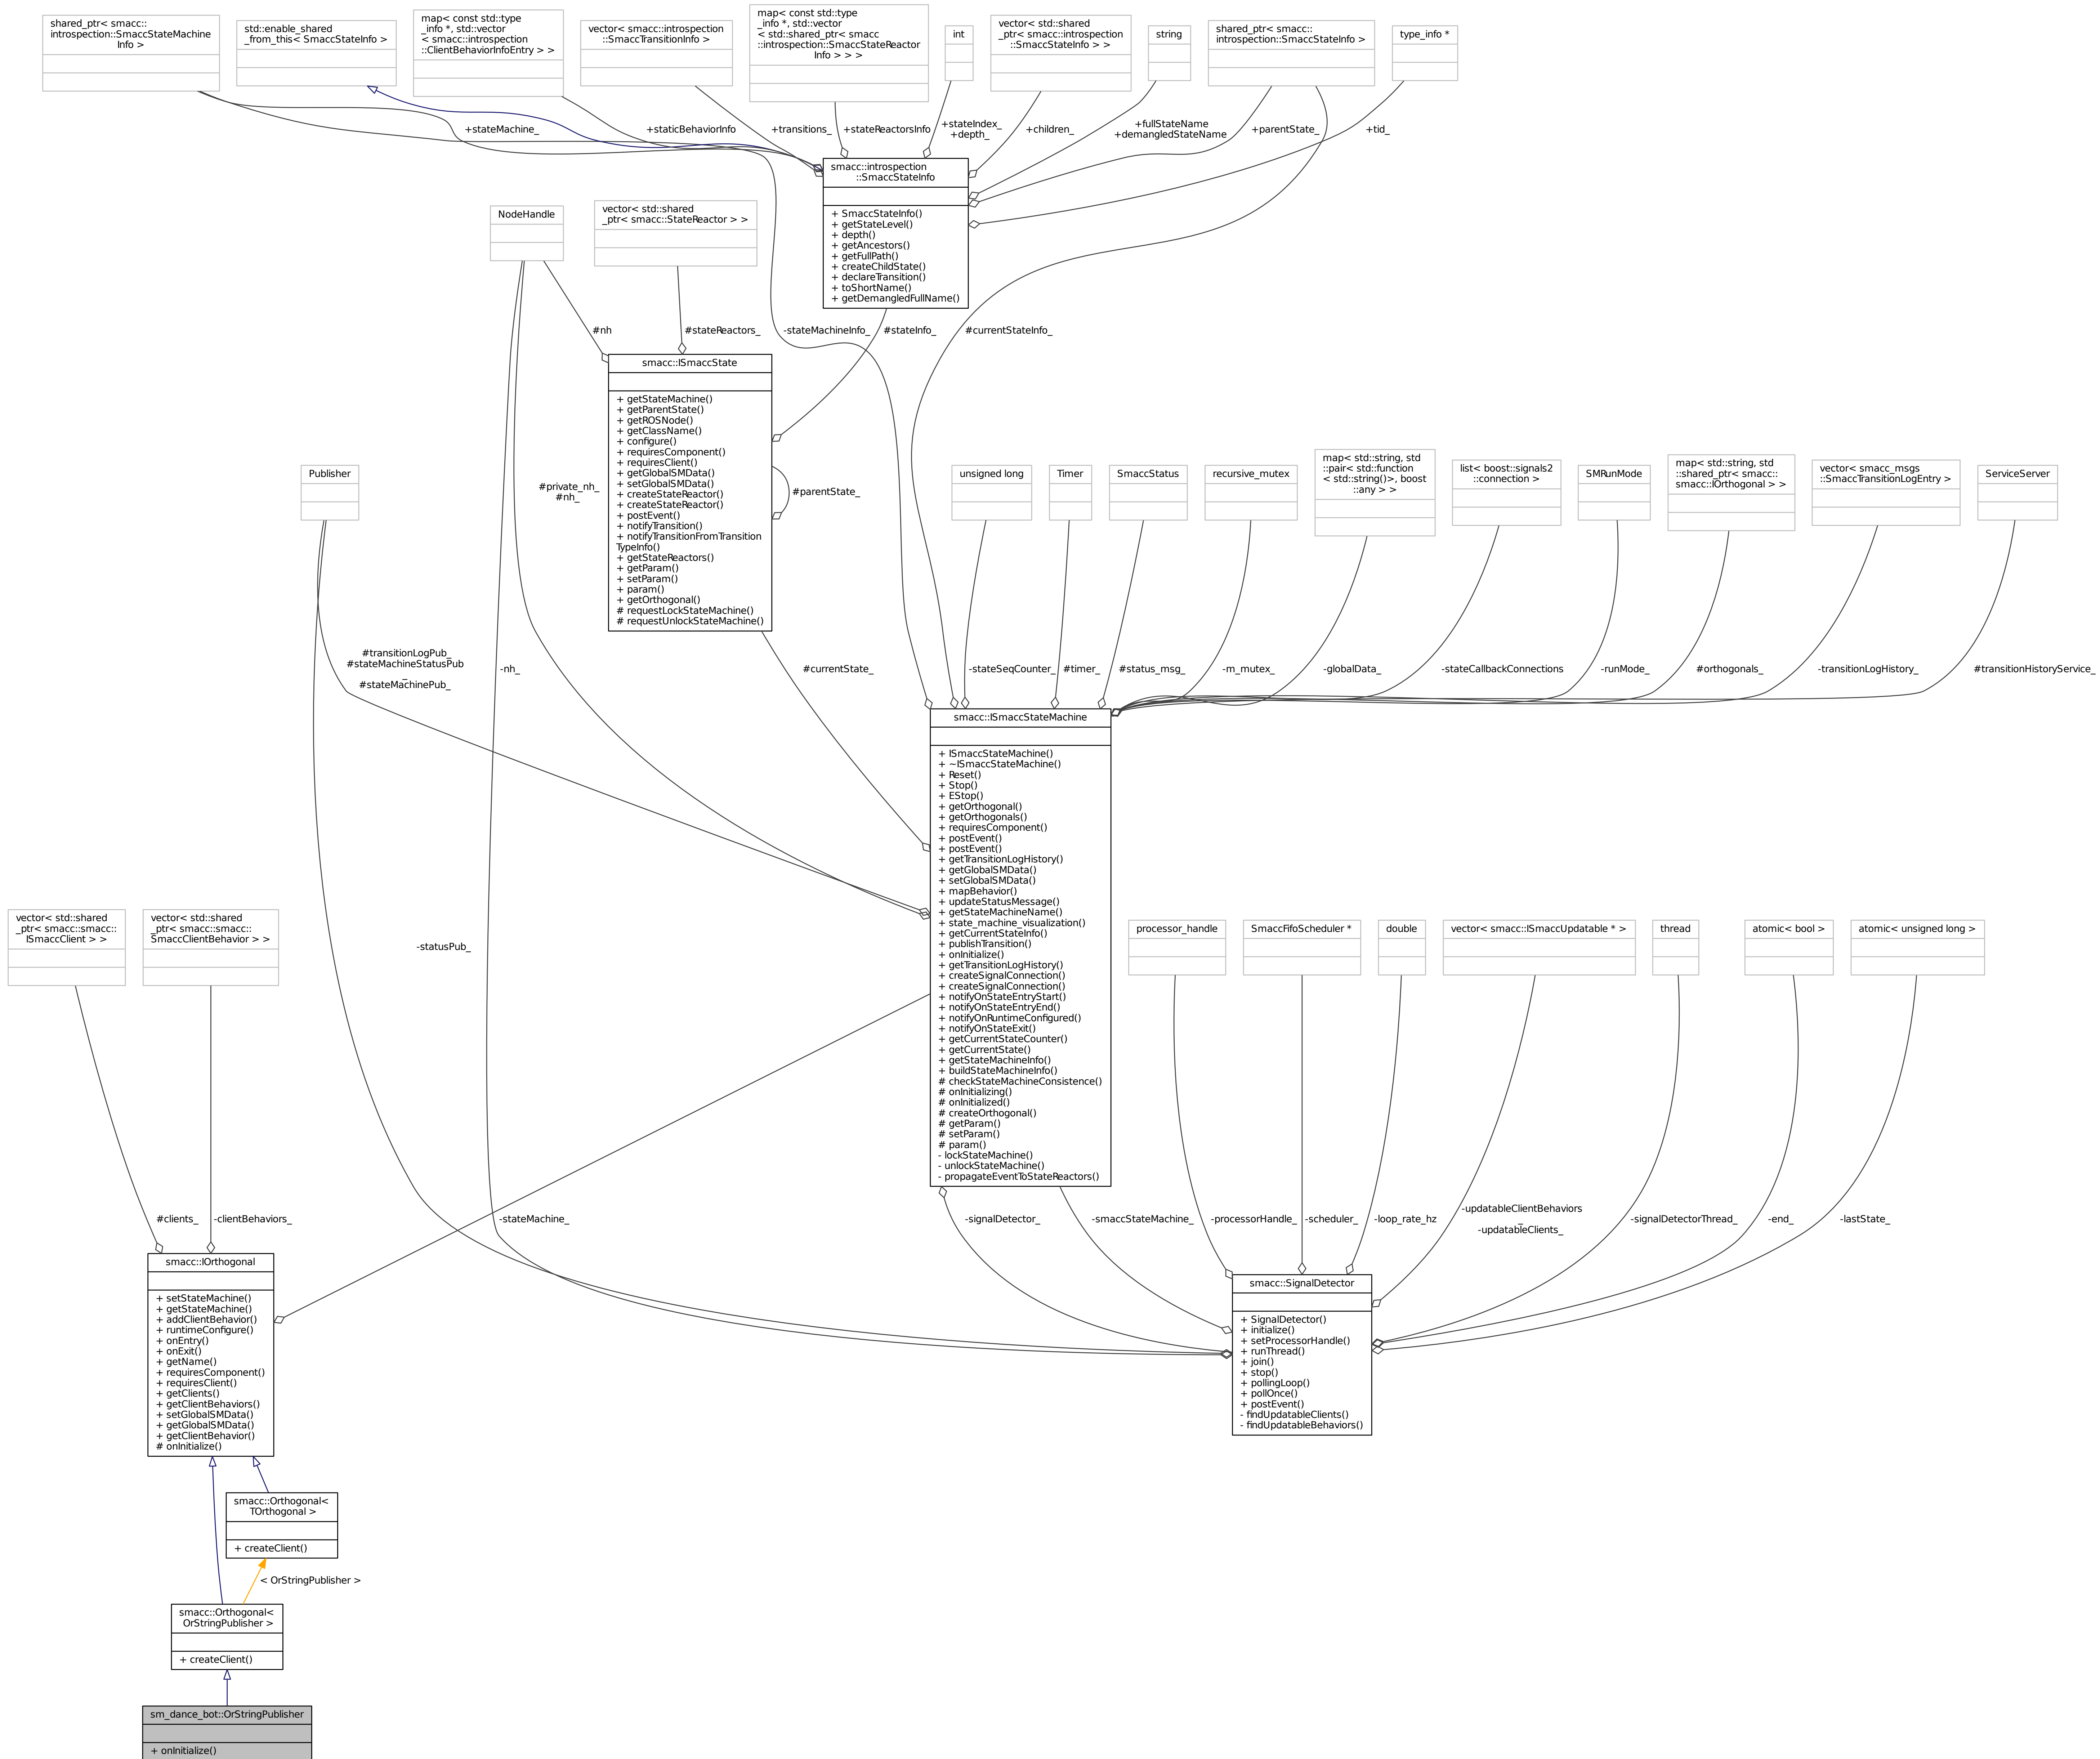 shared_ptr< smacc::
introspection::SmaccStateMachine
Info >
std::enable_shared
_from_this< SmaccStateInfo >
map< const std::type
_info *, std::vector
< smacc::introspection
::ClientBehaviorInfoEntry > >
vector< smacc::introspection
::SmaccTransitionInfo >
map< const std::type
_info *, std::vector
< std::shared_ptr< smacc
::introspection::SmaccStateReactor
Info > > >
int
vector< std::shared
_ptr< smacc::introspection
::SmaccStateInfo > >
string
shared_ptr< smacc::
introspection::SmaccStateInfo >
type_info *
+stateMachine_
+staticBehaviorInfo
+transitions_
+stateReactorsInfo
+stateIndex_
+depth_
+children_
+fullStateName
+demangledStateName
+parentState_
+tid_
smacc::introspection
::SmaccStateInfo
+ SmaccStateInfo()
+ getStateLevel()
+ depth()
+ getAncestors()
+ getFullPath()
+ createChildState()
+ declareTransition()
+ toShortName()
+ getDemangledFullName()
NodeHandle
vector< std::shared
_ptr< smacc::StateReactor > >
#nh
#stateReactors_
-stateMachineInfo_
#stateInfo_
#currentStateInfo_
smacc::ISmaccState
+ getStateMachine()
+ getParentState()
+ getROSNode()
+ getClassName()
+ configure()
+ requiresComponent()
+ requiresClient()
+ getGlobalSMData()
+ setGlobalSMData()
+ createStateReactor()
+ createStateReactor()
+ postEvent()
+ notifyTransition()
+ notifyTransitionFromTransition
TypeInfo()
+ getStateReactors()
+ getParam()
+ setParam()
+ param()
+ getOrthogonal()
# requestLockStateMachine()
# requestUnlockStateMachine()
#parentState_
#private_nh_
#nh_
Publisher
unsigned long
Timer
SmaccStatus
recursive_mutex
map< std::string, std
::pair< std::function
< std::string()>, boost
::any > >
list< boost::signals2
::connection >
SMRunMode
map< std::string, std
::shared_ptr< smacc::
smacc::IOrthogonal > >
vector< smacc_msgs
::SmaccTransitionLogEntry >
ServiceServer
#transitionLogPub_
#stateMachineStatusPub
_
#stateMachinePub_
-nh_
#currentState_
-stateSeqCounter_
#timer_
#status_msg_
-m_mutex_
-globalData_
-stateCallbackConnections
-runMode_
#orthogonals_
-transitionLogHistory_
#transitionHistoryService_
smacc::ISmaccStateMachine
+ ISmaccStateMachine()
+ ~ISmaccStateMachine()
+ Reset()
+ Stop()
+ EStop()
+ getOrthogonal()
+ getOrthogonals()
+ requiresComponent()
+ postEvent()
+ postEvent()
+ getTransitionLogHistory()
+ getGlobalSMData()
+ setGlobalSMData()
+ mapBehavior()
+ updateStatusMessage()
+ getStateMachineName()
+ state_machine_visualization()
+ getCurrentStateInfo()
+ publishTransition()
+ onInitialize()
+ getTransitionLogHistory()
+ createSignalConnection()
+ createSignalConnection()
+ notifyOnStateEntryStart()
+ notifyOnStateEntryEnd()
+ notifyOnRuntimeConfigured()
+ notifyOnStateExit()
+ getCurrentStateCounter()
+ getCurrentState()
+ getStateMachineInfo()
+ buildStateMachineInfo()
# checkStateMachineConsistence()
# onInitializing()
# onInitialized()
# createOrthogonal()
# getParam()
# setParam()
# param()
- lockStateMachine()
- unlockStateMachine()
- propagateEventToStateReactors()
vector< std::shared
_ptr< smacc::smacc::
ISmaccClient > >
vector< std::shared
_ptr< smacc::smacc::
SmaccClientBehavior > >
-statusPub_
processor_handle
SmaccFifoScheduler *
double
vector< smacc::ISmaccUpdatable * >
thread
atomic< bool >
atomic< unsigned long >
#clients_
-clientBehaviors_
-stateMachine_
-signalDetector_
-smaccStateMachine_
-processorHandle_
-scheduler_
-loop_rate_hz
-updatableClientBehaviors
_
-updatableClients_
-signalDetectorThread_
-end_
-lastState_
smacc::IOrthogonal
+ setStateMachine()
+ getStateMachine()
+ addClientBehavior()
+ runtimeConfigure()
+ onEntry()
+ onExit()
+ getName()
+ requiresComponent()
+ requiresClient()
+ getClients()
+ getClientBehaviors()
+ setGlobalSMData()
+ getGlobalSMData()
+ getClientBehavior()
# onInitialize()
smacc::SignalDetector
+ SignalDetector()
+ initialize()
+ setProcessorHandle()
+ runThread()
+ join()
+ stop()
+ pollingLoop()
+ pollOnce()
+ postEvent()
- findUpdatableClients()
- findUpdatableBehaviors()
smacc::Orthogonal<
TOrthogonal >
+ createClient()
< OrStringPublisher >
smacc::Orthogonal<
OrStringPublisher >
+ createClient()
sm_dance_bot::OrStringPublisher
+ onInitialize()